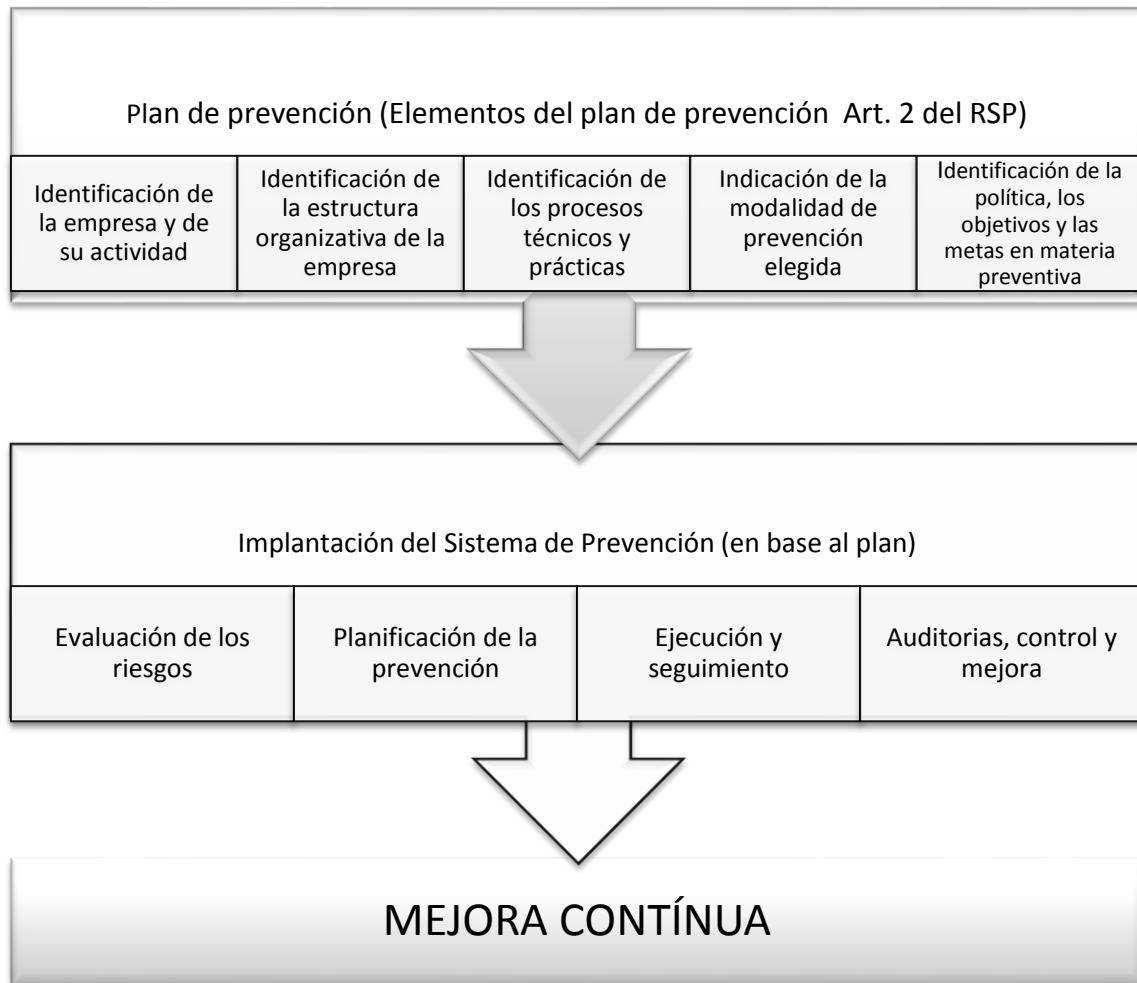 Plan de prevención (Elementos del plan de prevención  Art. 2 del RSP)
Identificación de
la empresa y de
su actividad
Identificación de
la estructura
organizativa de la
empresa
Identificación de
los procesos
técnicos y
prácticas
Indicación de la
modalidad de
prevención
elegida
Identificación de la
política, los
objetivos y las
metas en materia
preventiva
Implantación del Sistema de Prevención (en base al plan)
Evaluación de los
riesgos
Planificación de la
prevención
Ejecución y
seguimiento
Auditorias, control y
mejora
MEJORA CONTÍNUA